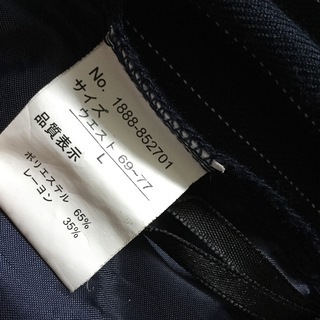 No. 1888-852701
サイズ
ウエスト 69~77
L
品質表示
ポリエステル 65%
レーヨン 35%